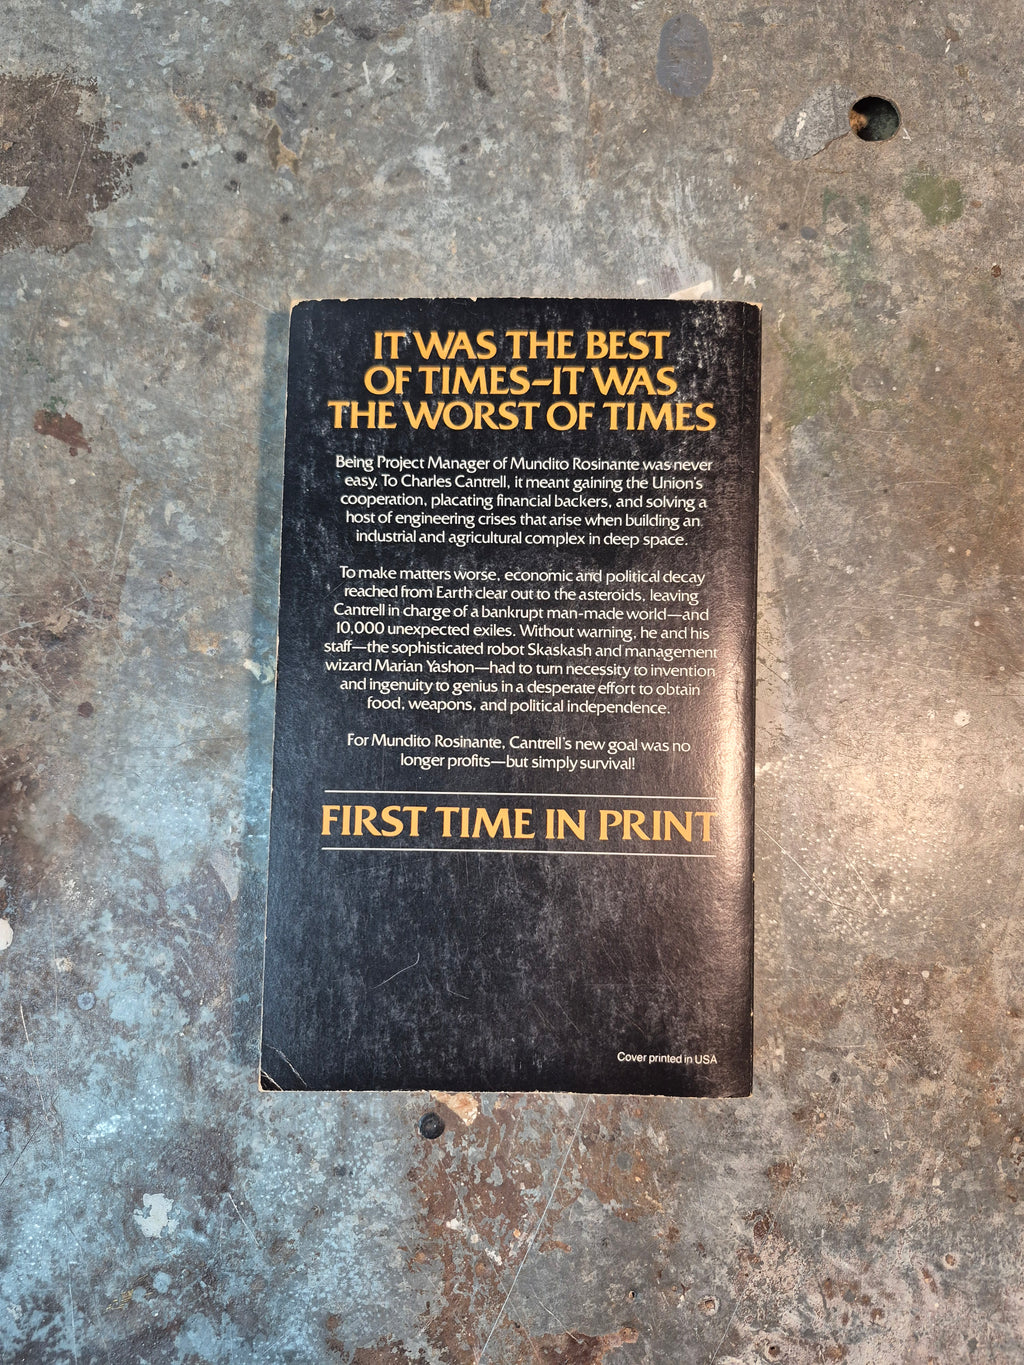 IT WAS THE BEST
OF TIMES–IT WAS
THE WORST OF TIMES
Being Project Manager of Mundito Rosinante was never
easy. To Charles Cantrell, it meant gaining the Union's
cooperation, placating financial backers, and solving a
host of engineering crises that arise when building an
industrial and agricultural complex in deep space.
To make matters worse, economic and political decay
reached from Earth clear out to the asteroids, leaving
Cantrell in charge of a bankrupt man-made world—and
10,000 unexpected exiles. Without warning, he and his
staff—the sophisticated robot Skaskash and management
wizard Marian Yashon—had to turn necessity to invention
and ingenuity to genius in a desperate effort to obtain
food, weapons, and political independence.
For Mundito Rosinante, Cantrell's new goal was no
longer profits—but simply survival!
FIRST TIME IN PRINT
Cover printed in USA